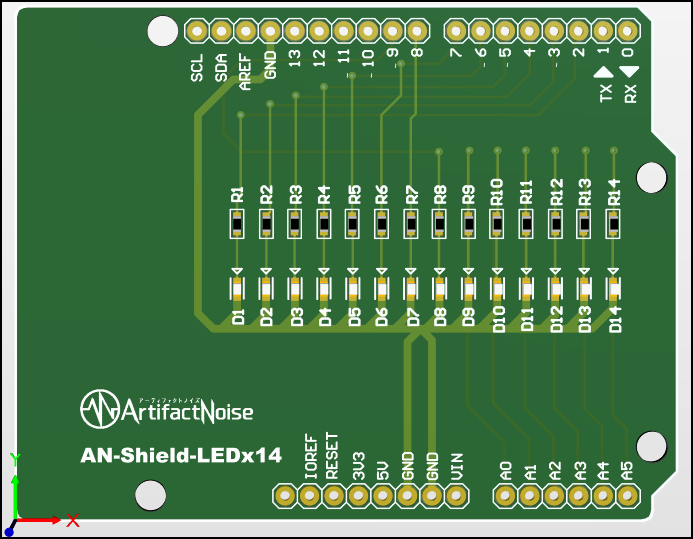 SCL SDA AREF GND 13 12 11 10 9 8 7 6 5 4 3 2 1 0
TX RX
R1 R2 R3 R4 R5 R6 R7 R8 R9 R10 R11 R12 R13 R14
D1 D2 D3 D4 D5 D6 D7 D8 D9 D10 D11 D12 D13 D14
アーティファクトノイズ
ArtifactNoise
AN-Shield-LEDx14
IOREF RESET 3V3 5V GND GND VIN A0 A1 A2 A3 A4 A5
Y
X